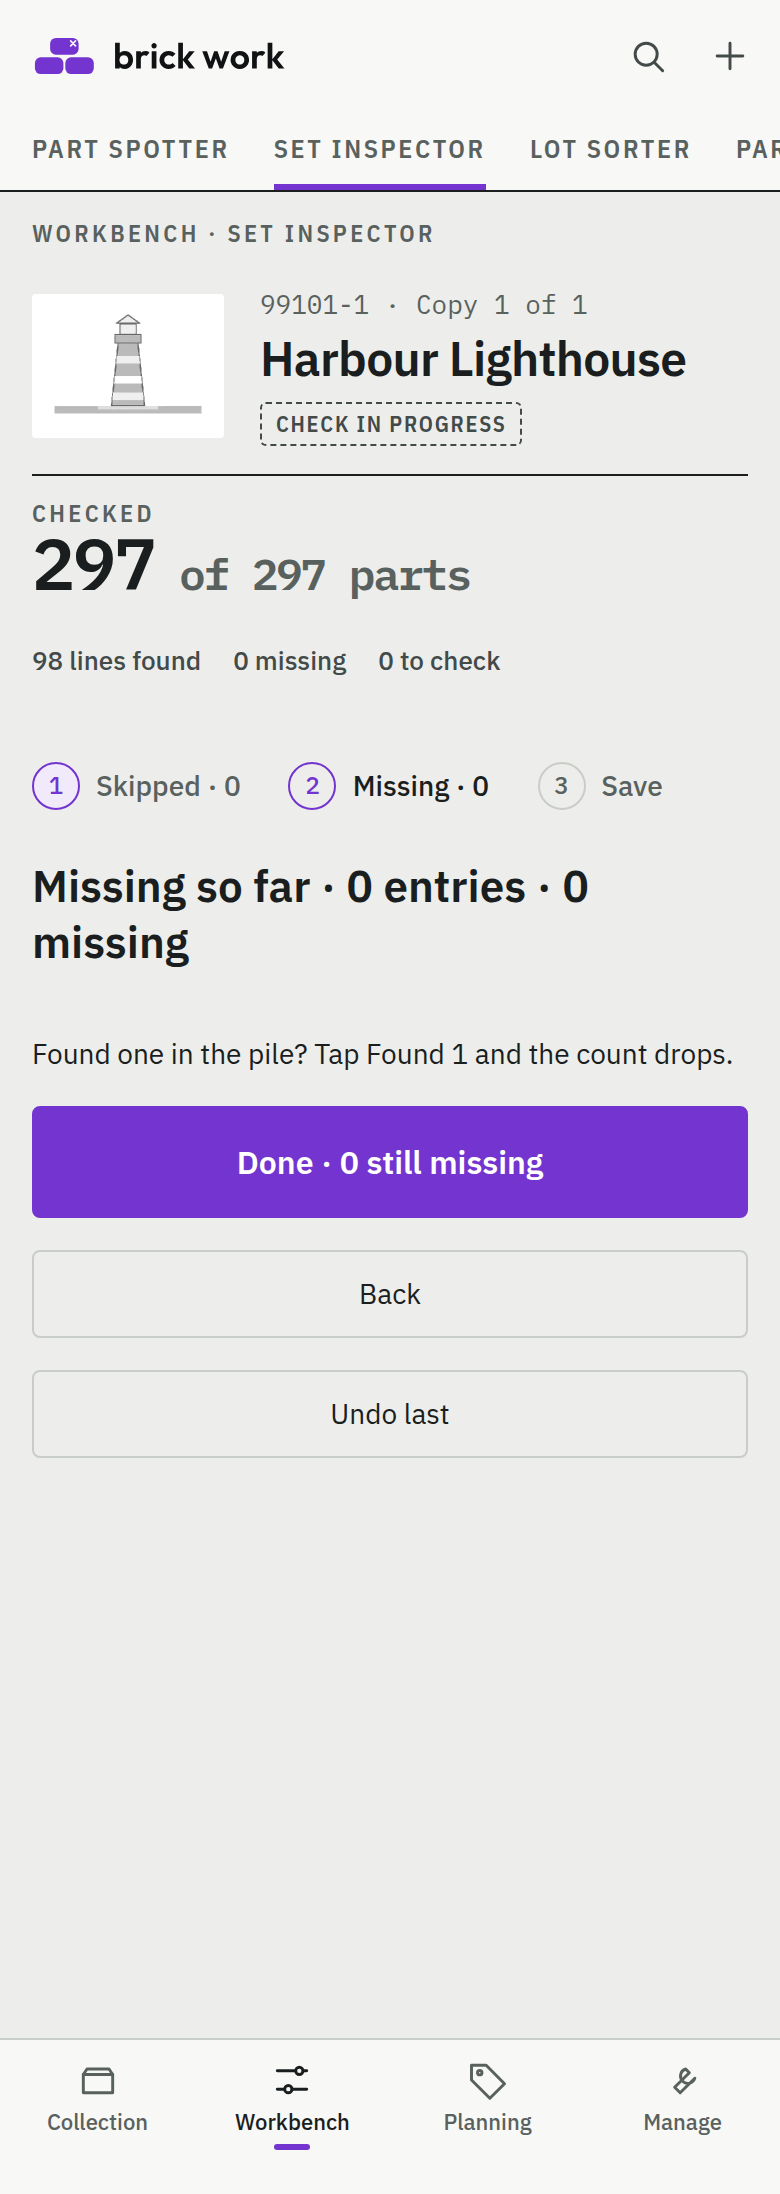 brick work
PART SPOTTER SET INSPECTOR LOT SORTER PAR
WORKBENCH · SET INSPECTOR
99101-1 · Copy 1 of 1
Harbour Lighthouse
CHECK IN PROGRESS
CHECKED
297 of 297 parts
98 lines found 0 missing 0 to check
1 Skipped · 0 2 Missing · 0 3 Save
Missing so far · 0 entries · 0
missing
Found one in the pile? Tap Found 1 and the count drops.
Done · 0 still missing
Back
Undo last
Collection Workbench Planning Manage